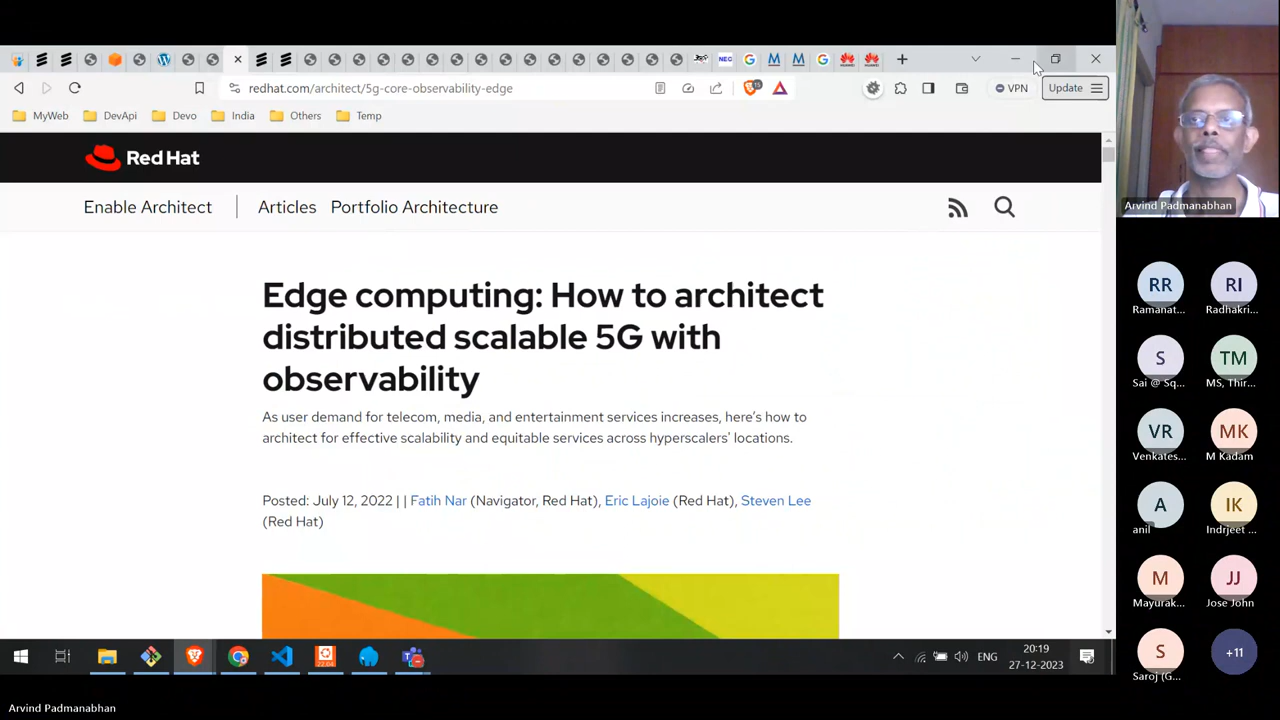 redhat.com/architect/5g-core-observability-edge
VPN
Update
MyWeb
DevApi
Devo
India
Others
Temp
NEC
Red Hat
Enable Architect
Articles
Portfolio Architecture
Edge computing: How to architect
distributed scalable 5G with
observability
As user demand for telecom, media, and entertainment services increases, here's how to
architect for effective scalability and equitable services across hyperscalers' locations.
Posted: July 12, 2022 | | Fatih Nar (Navigator, Red Hat), Eric Lajoie (Red Hat), Steven Lee
(Red Hat)
22.04
ENG
20:19
27-12-2023
Arvind Padmanabhan
RR
Ramanat...
RI
Radhakri...
S
Sai @ Sq...
TM
MS, Thir...
VR
Venkates...
MK
M Kadam
A
anil
IK
Indrjeet ...
M
Mayurak...
JJ
Jose John
S
Saroj (G...
+11
Arvind Padmanabhan